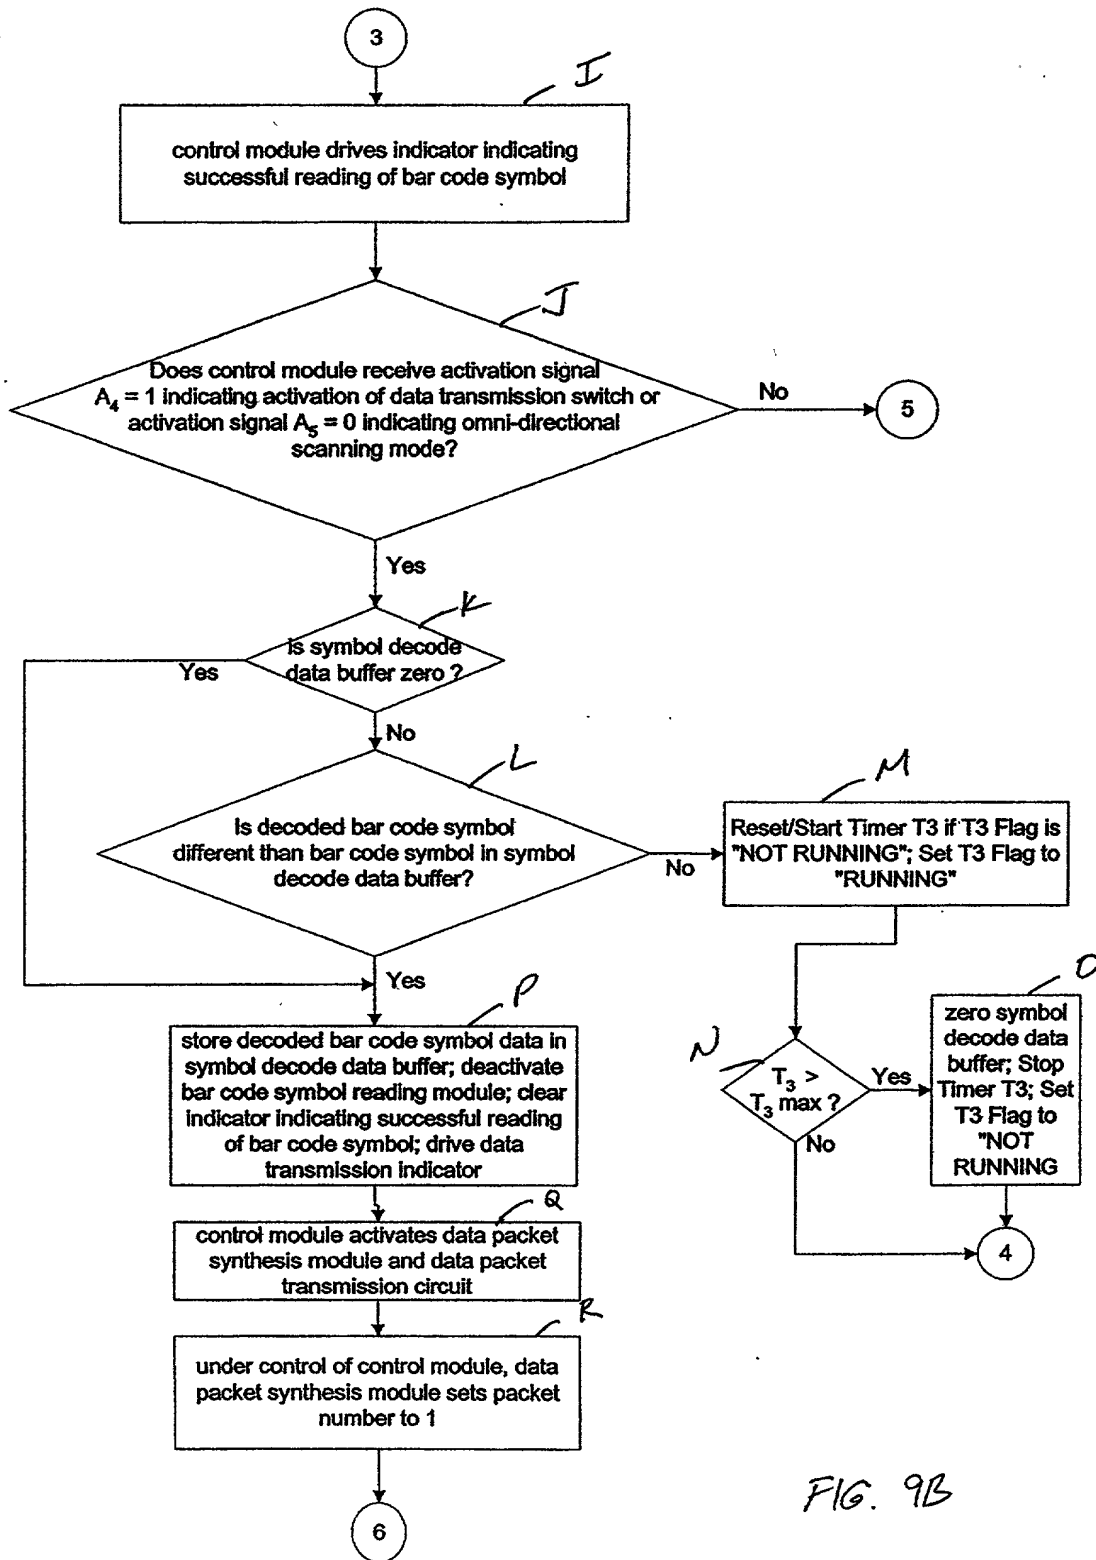 3
I
control module drives indicator indicating
successful reading of bar code symbol
J
Does control module receive activation signal
A4 = 1 indicating activation of data transmission switch or
activation signal A5 = 0 indicating omni-directional
scanning mode?
No
5
Yes
K
Is symbol decode
data buffer zero ?
Yes
No
L
Is decoded bar code symbol
different than bar code symbol in symbol
decode data buffer?
No
M
Reset/Start Timer T3 if T3 Flag is
"NOT RUNNING"; Set T3 Flag to
"RUNNING"
Yes
N
T3 >
T3 max ?
Yes
No
O
zero symbol
decode data
buffer; Stop
Timer T3; Set
T3 Flag to
"NOT
RUNNING
4
P
store decoded bar code symbol data in
symbol decode data buffer; deactivate
bar code symbol reading module; clear
indicator indicating successful reading
of bar code symbol; drive data
transmission indicator
Q
control module activates data packet
synthesis module and data packet
transmission circuit
R
under control of control module, data
packet synthesis module sets packet
number to 1
6
FIG. 9B